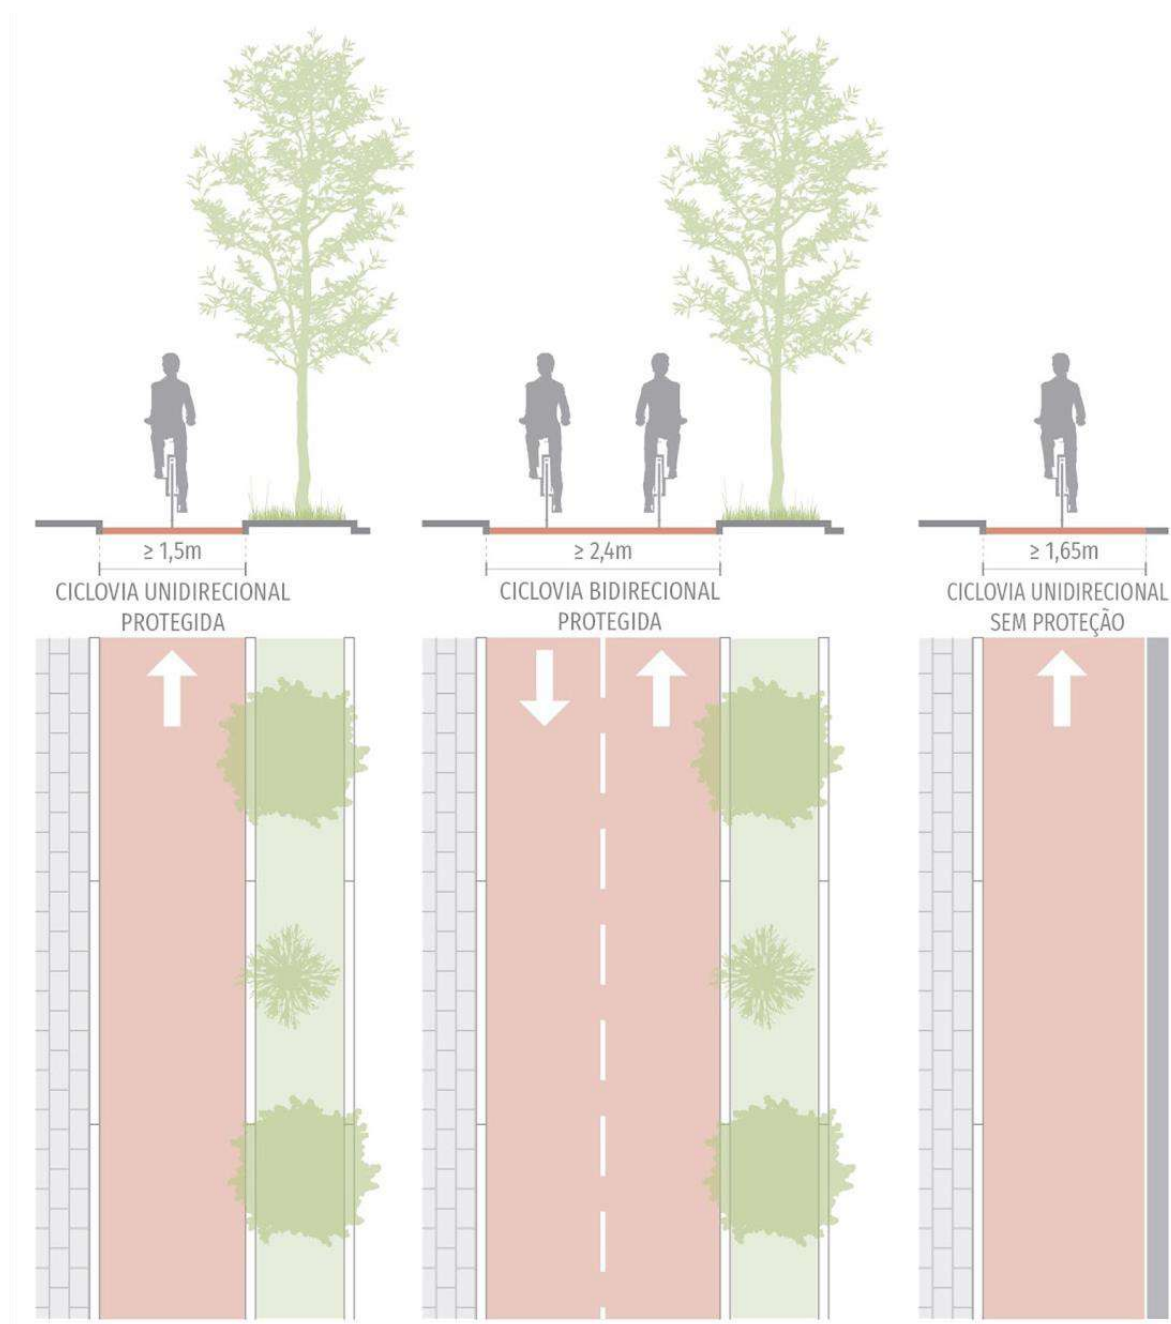 ≥ 1,5m
CICLOVIA UNIDIRECIONAL
PROTEGIDA
≥ 2,4m
CICLOVIA BIDIRECIONAL
PROTEGIDA
≥ 1,65m
CICLOVIA UNIDIRECIONAL
SEM PROTEÇÃO